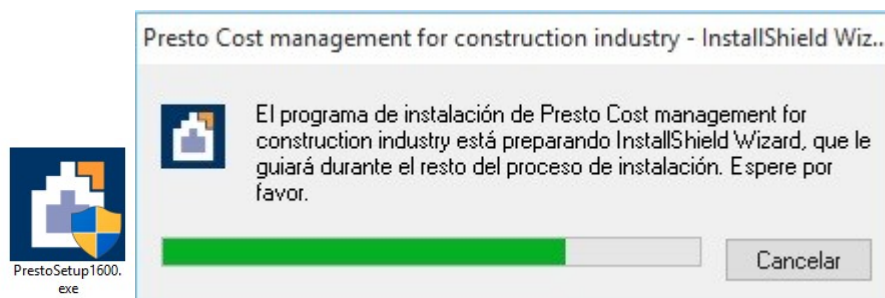 Presto Cost management for construction industry - InstallShield Wiz..
El programa de instalación de Presto Cost management for
construction industry está preparando InstallShield Wizard, que le
guiará durante el resto del proceso de instalación. Espere por
favor.
Cancelar
PrestoSetup1600.
exe